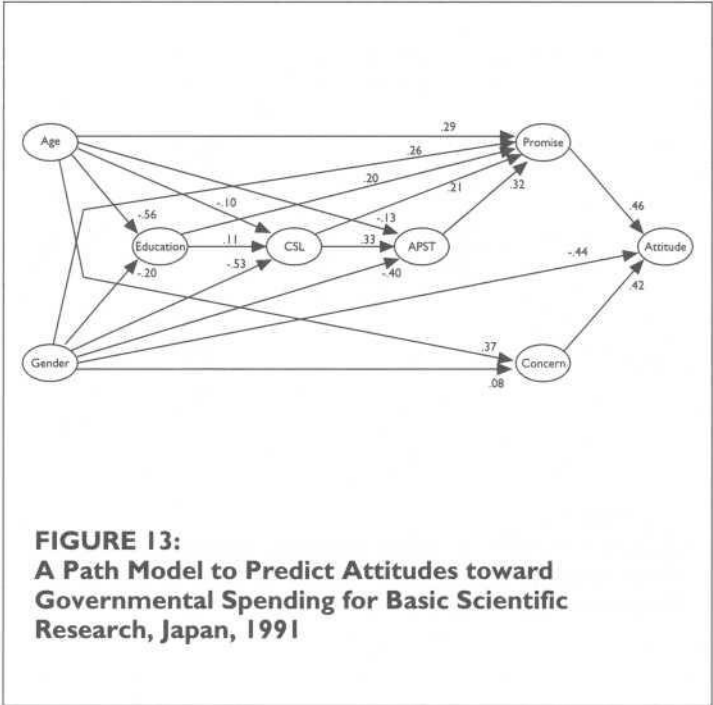 .29
Age
Promise
.26
.20
.21
.32
-.10
-.13
-.56
.46
Education
.11
CSL
.33
APST
-.44
Attitude
-.20
-.53
-.40
.42
.37
Gender
Concern
.08
FIGURE 13:
A Path Model to Predict Attitudes toward
Governmental Spending for Basic Scientific
Research, Japan, 1991